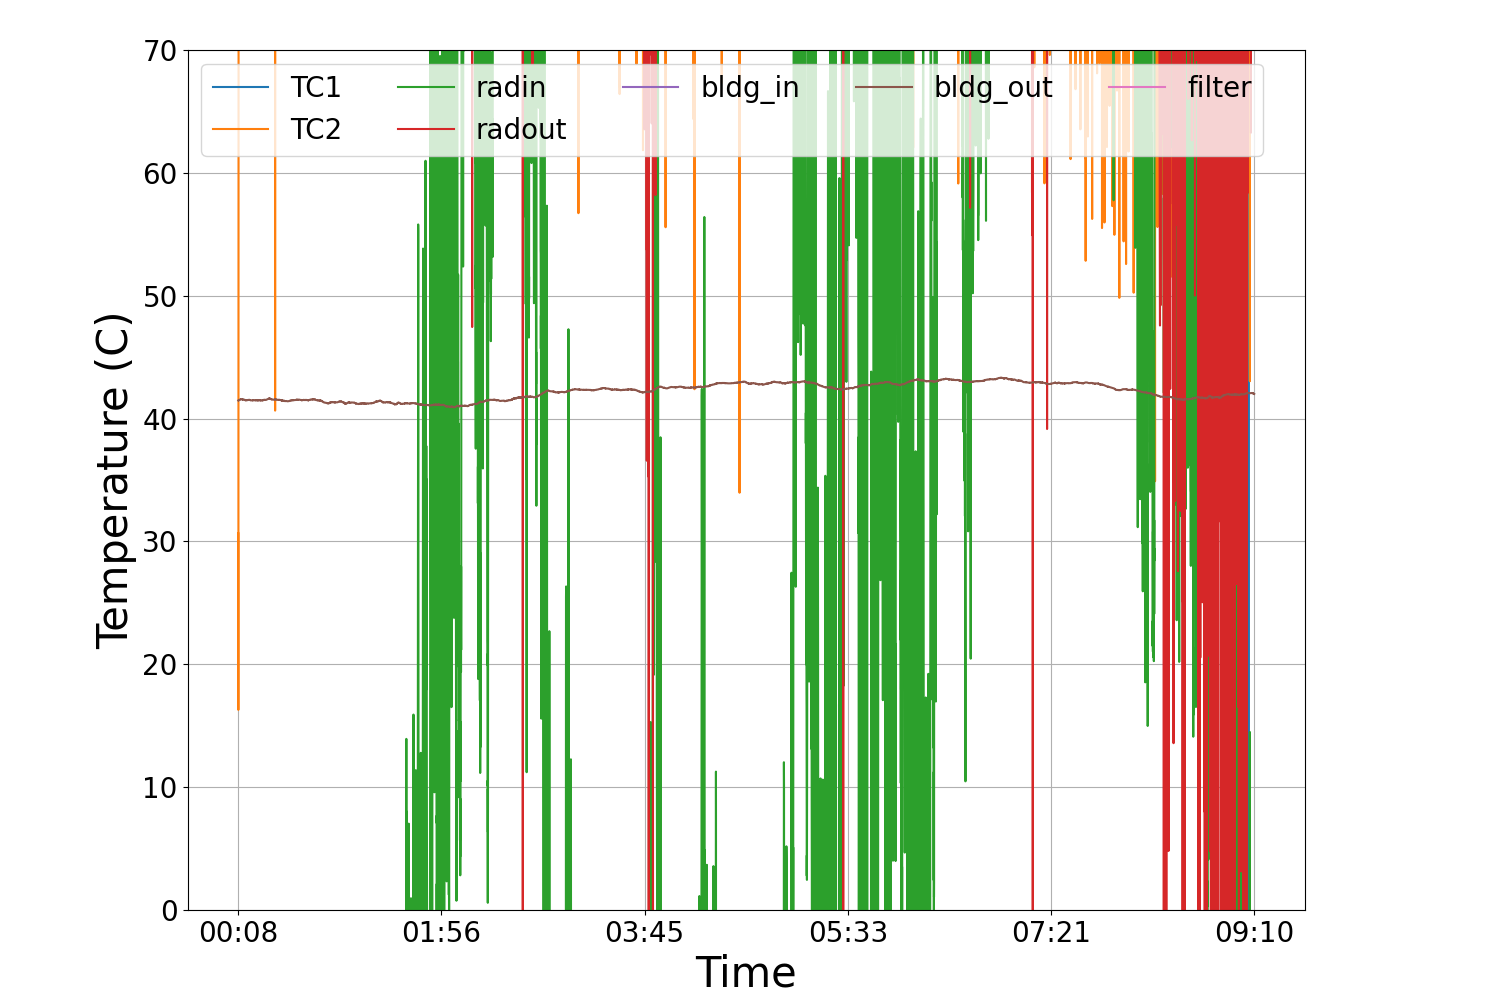 70
60
50
40
30
20
10
0
Temperature (C)
TC1
TC2
radin
radout
bldg_in
bldg_out
filter
00:08 01:56 03:45 05:33 07:21 09:10
Time